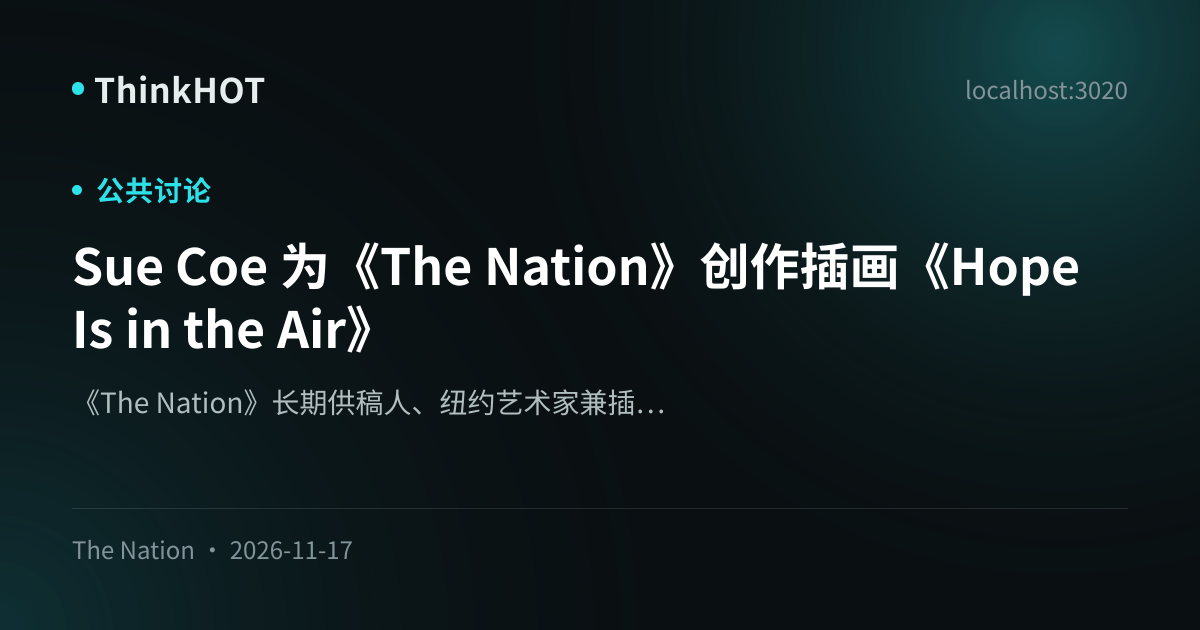 ThinkHOT
localhost:3020
公共讨论
Sue Coe 为《The Nation》创作插画《Hope
Is in the Air》
《The Nation》长期供稿人、纽约艺术家兼插…
The Nation · 2026-11-17